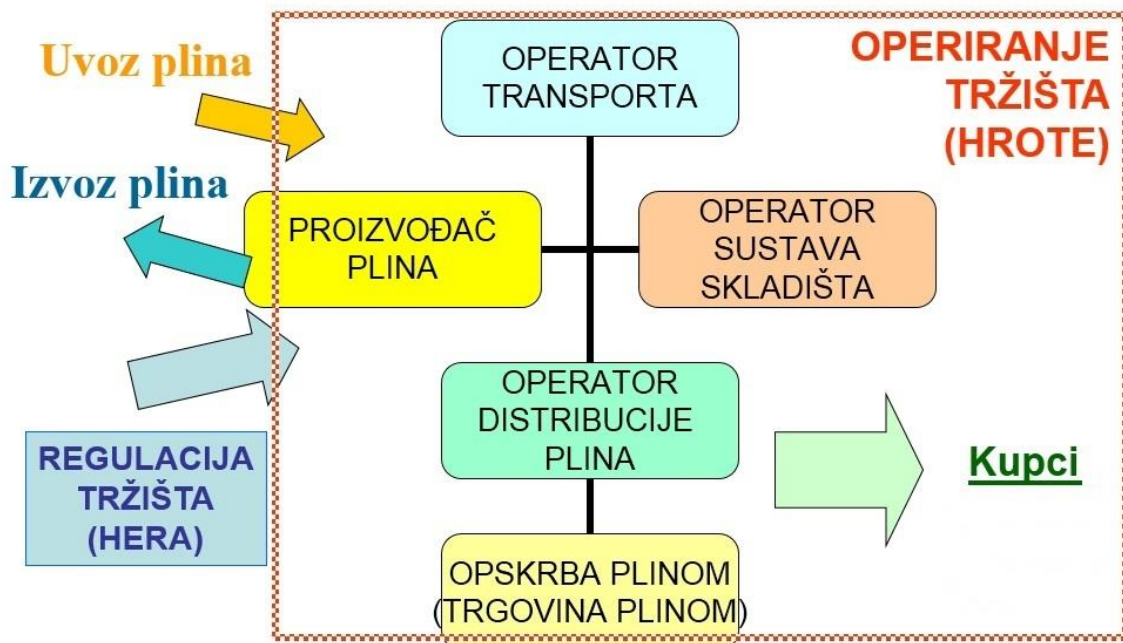 Uvoz plina
OPERATOR
TRANSPORTA
OPERIRANJE
TRŽIŠTA
(HROTE)
Izvoz plina
PROIZVOĐAČ
PLINA
OPERATOR
SUSTAVA
SKLADIŠTA
REGULACIJA
TRŽIŠTA
(HERA)
OPERATOR
DISTRIBUCIJE
PLINA
Kupci
OPSKRBA PLINOM
(TRGOVINA PLINOM)